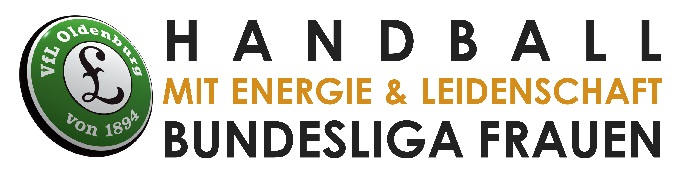 VfL Oldenburg
von 1894
HANDBALL
MIT ENERGIE & LEIDENSCHAFT
BUNDESLIGA FRAUEN